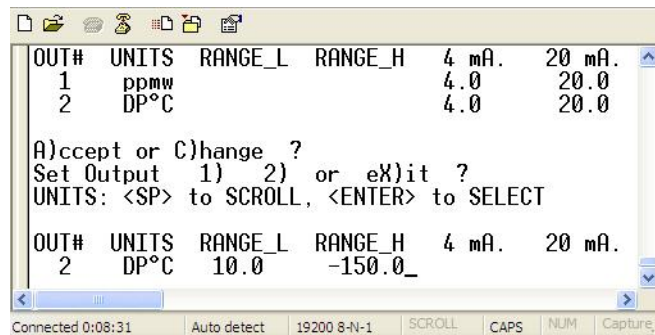 OUT# UNITS RANGE_L RANGE_H 4 mA. 20 mA.
1 ppmw 4.0 20.0
2 DP°C 4.0 20.0
A)ccept or C)hange ?
Set Output 1) 2) or eX)it ?
UNITS: <SP> to SCROLL, <ENTER> to SELECT
OUT# UNITS RANGE_L RANGE_H 4 mA. 20 mA.
2 DP°C 10.0 -150.0_
Connected 0:08:31 Auto detect 19200 8-N-1 SCROLL CAPS NUM Capture